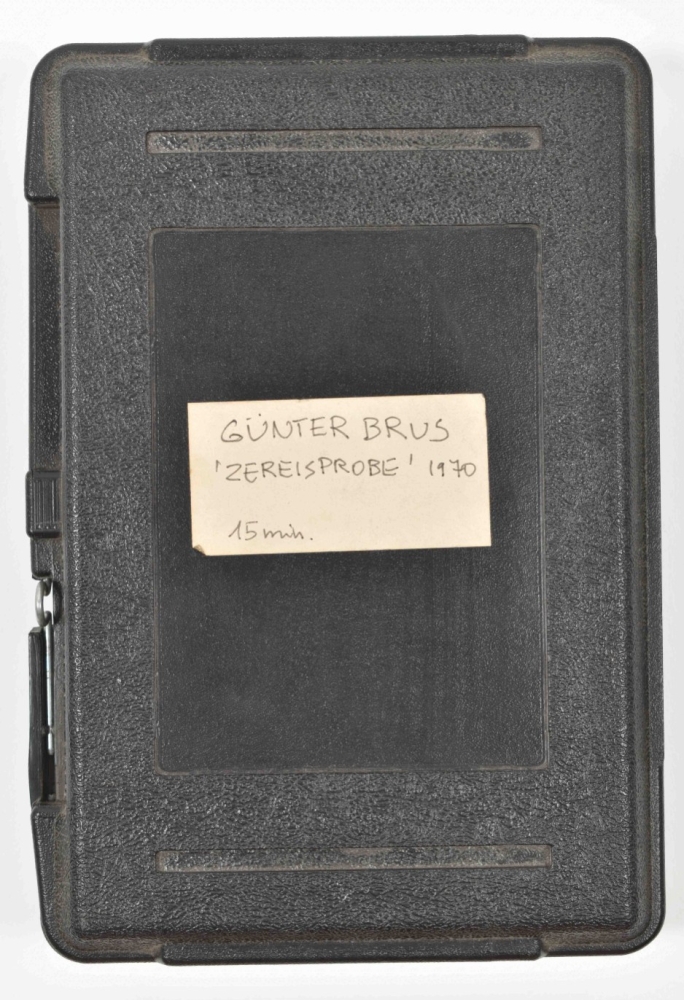 GÜNTER BRUS
'ZEREISPROBE' 1970
15 min.